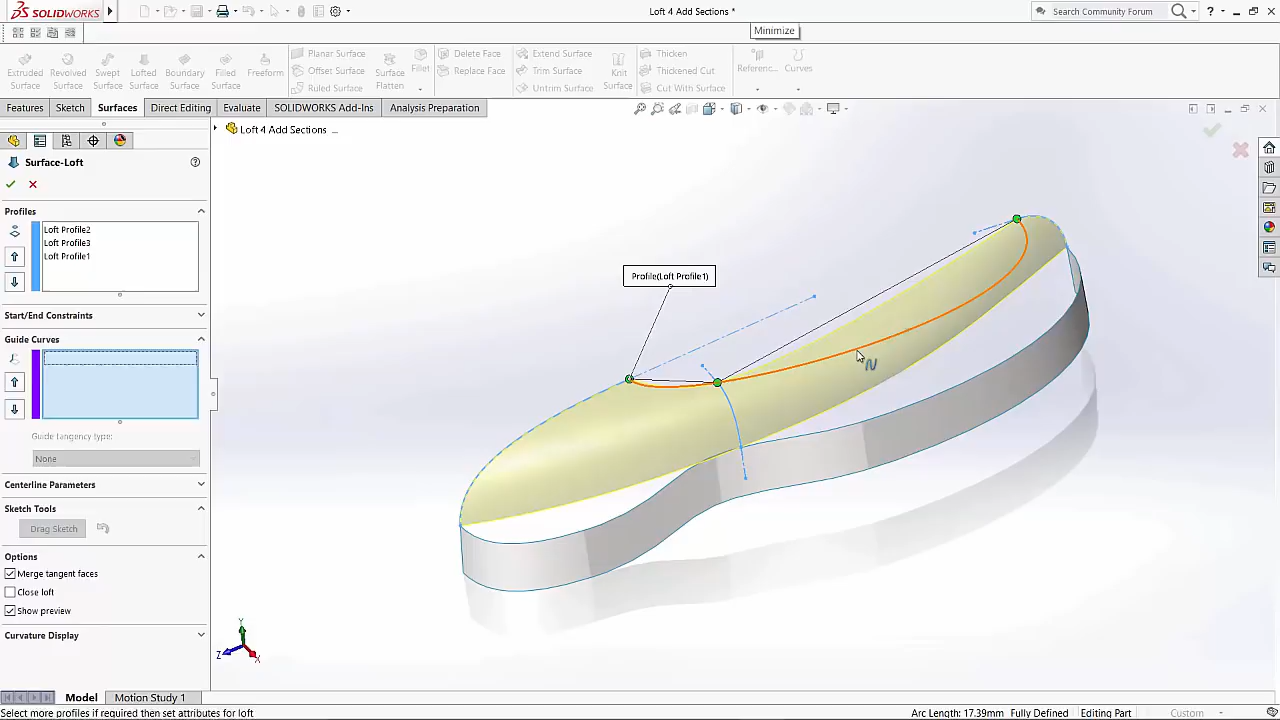 SOLIDWORKS
Loft 4 Add Sections *
Search Community Forum
?
Minimize
Extruded Surface
Revolved Surface
Swept Surface
Lofted Surface
Boundary Surface
Filled Surface
Freeform
Planar Surface
Offset Surface
Ruled Surface
Surface Flatten
Fillet
Delete Face
Replace Face
Extend Surface
Trim Surface
Untrim Surface
Knit Surface
Thicken
Thickened Cut
Cut With Surface
Referenc...
Curves
Features
Sketch
Surfaces
Direct Editing
Evaluate
SOLIDWORKS Add-Ins
Analysis Preparation
Loft 4 Add Sections
Surface-Loft
Profiles
Loft Profile2
Loft Profile3
Loft Profile1
Start/End Constraints
Guide Curves
Guide tangency type:
None
Centerline Parameters
Sketch Tools
Drag Sketch
Options
Merge tangent faces
Close loft
Show preview
Curvature Display
Profile(Loft Profile1)
Y
Z
X
Model
Motion Study 1
Select more profiles if required then set attributes for loft
Arc Length: 17.39mm
Fully Defined
Editing Part
Custom